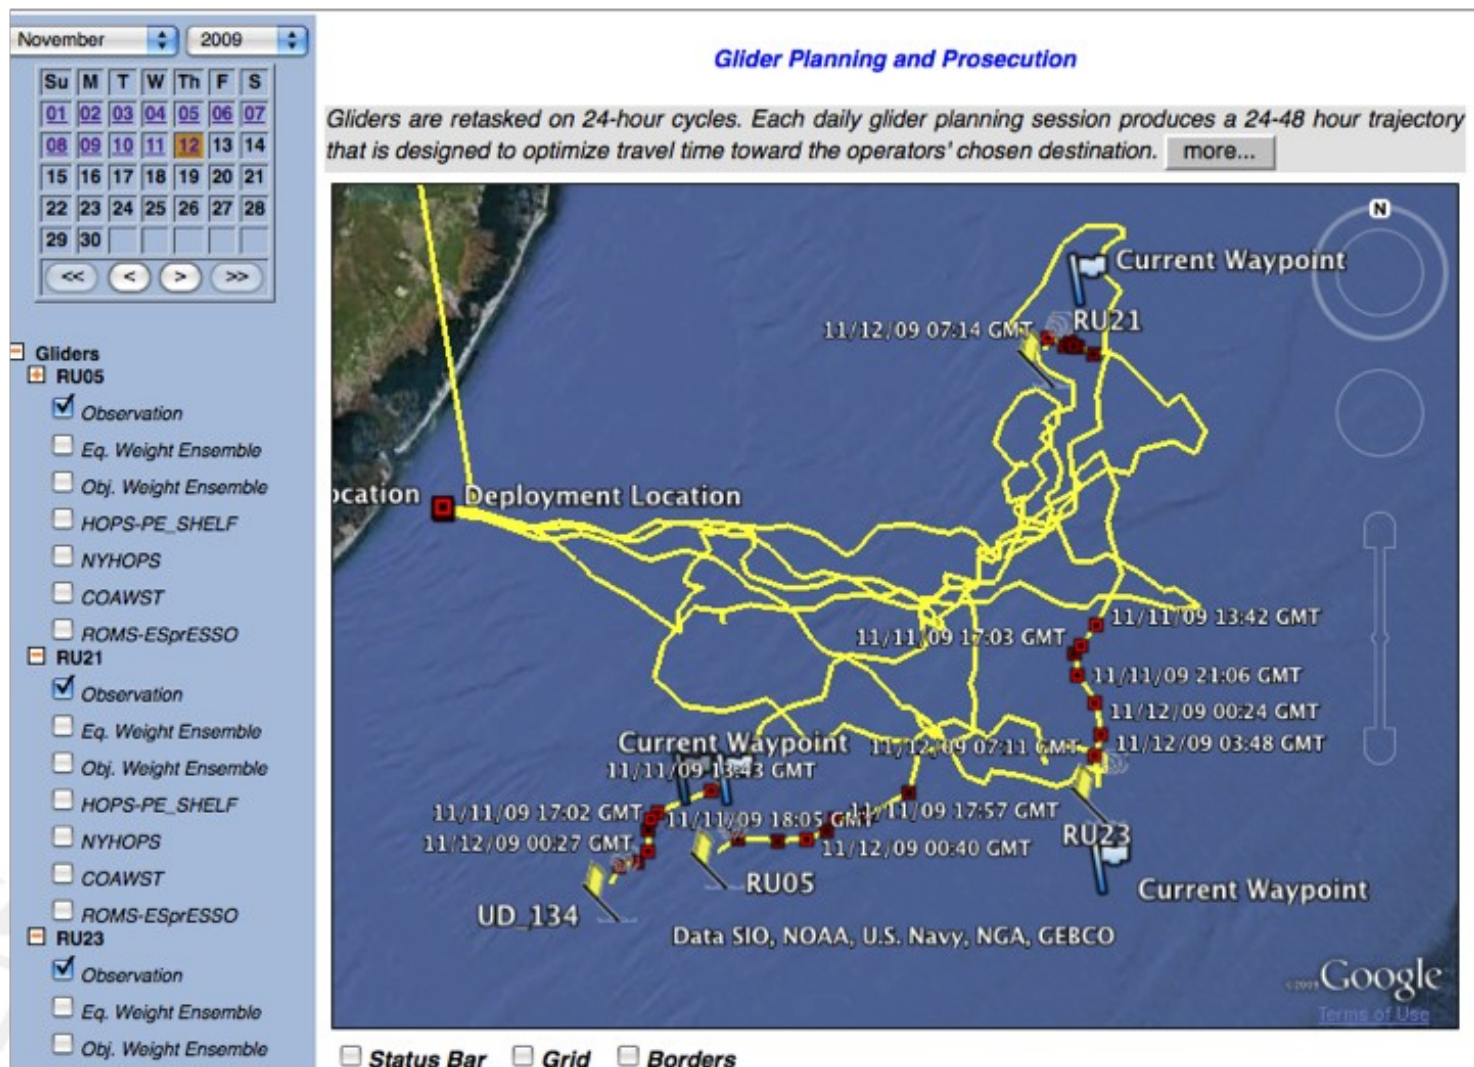 November 2009
Su M T W Th F S
01 02 03 04 05 06 07
08 09 10 11 12 13 14
15 16 17 18 19 20 21
22 23 24 25 26 27 28
29 30
<< < > >>
Gliders
RU05
Observation
Eq. Weight Ensemble
Obj. Weight Ensemble
HOPS-PE_SHELF
NYHOPS
COAWST
ROMS-ESprESSO
RU21
Observation
Eq. Weight Ensemble
Obj. Weight Ensemble
HOPS-PE_SHELF
NYHOPS
COAWST
ROMS-ESprESSO
RU23
Observation
Eq. Weight Ensemble
Obj. Weight Ensemble
Glider Planning and Prosecution
Gliders are retasked on 24-hour cycles. Each daily glider planning session produces a 24-48 hour trajectory
that is designed to optimize travel time toward the operators' chosen destination. more...
N
Current Waypoint
RU21
11/12/09 07:14 GMT
ocation
Deployment Location
11/11/09 13:42 GMT
11/11/09 17:03 GMT
11/11/09 21:06 GMT
11/12/09 00:24 GMT
11/12/09 03:48 GMT
11/12/09 07:11 GMT
Current Waypoint
11/11/09 13:43 GMT
11/11/09 17:02 GMT
11/11/09 18:05 GMT
11/11/09 17:57 GMT
11/12/09 00:27 GMT
11/12/09 00:40 GMT
RU23
RU05
UD_134
Current Waypoint
Data SIO, NOAA, U.S. Navy, NGA, GEBCO
©2009 Google
Terms of Use
Status Bar Grid Borders